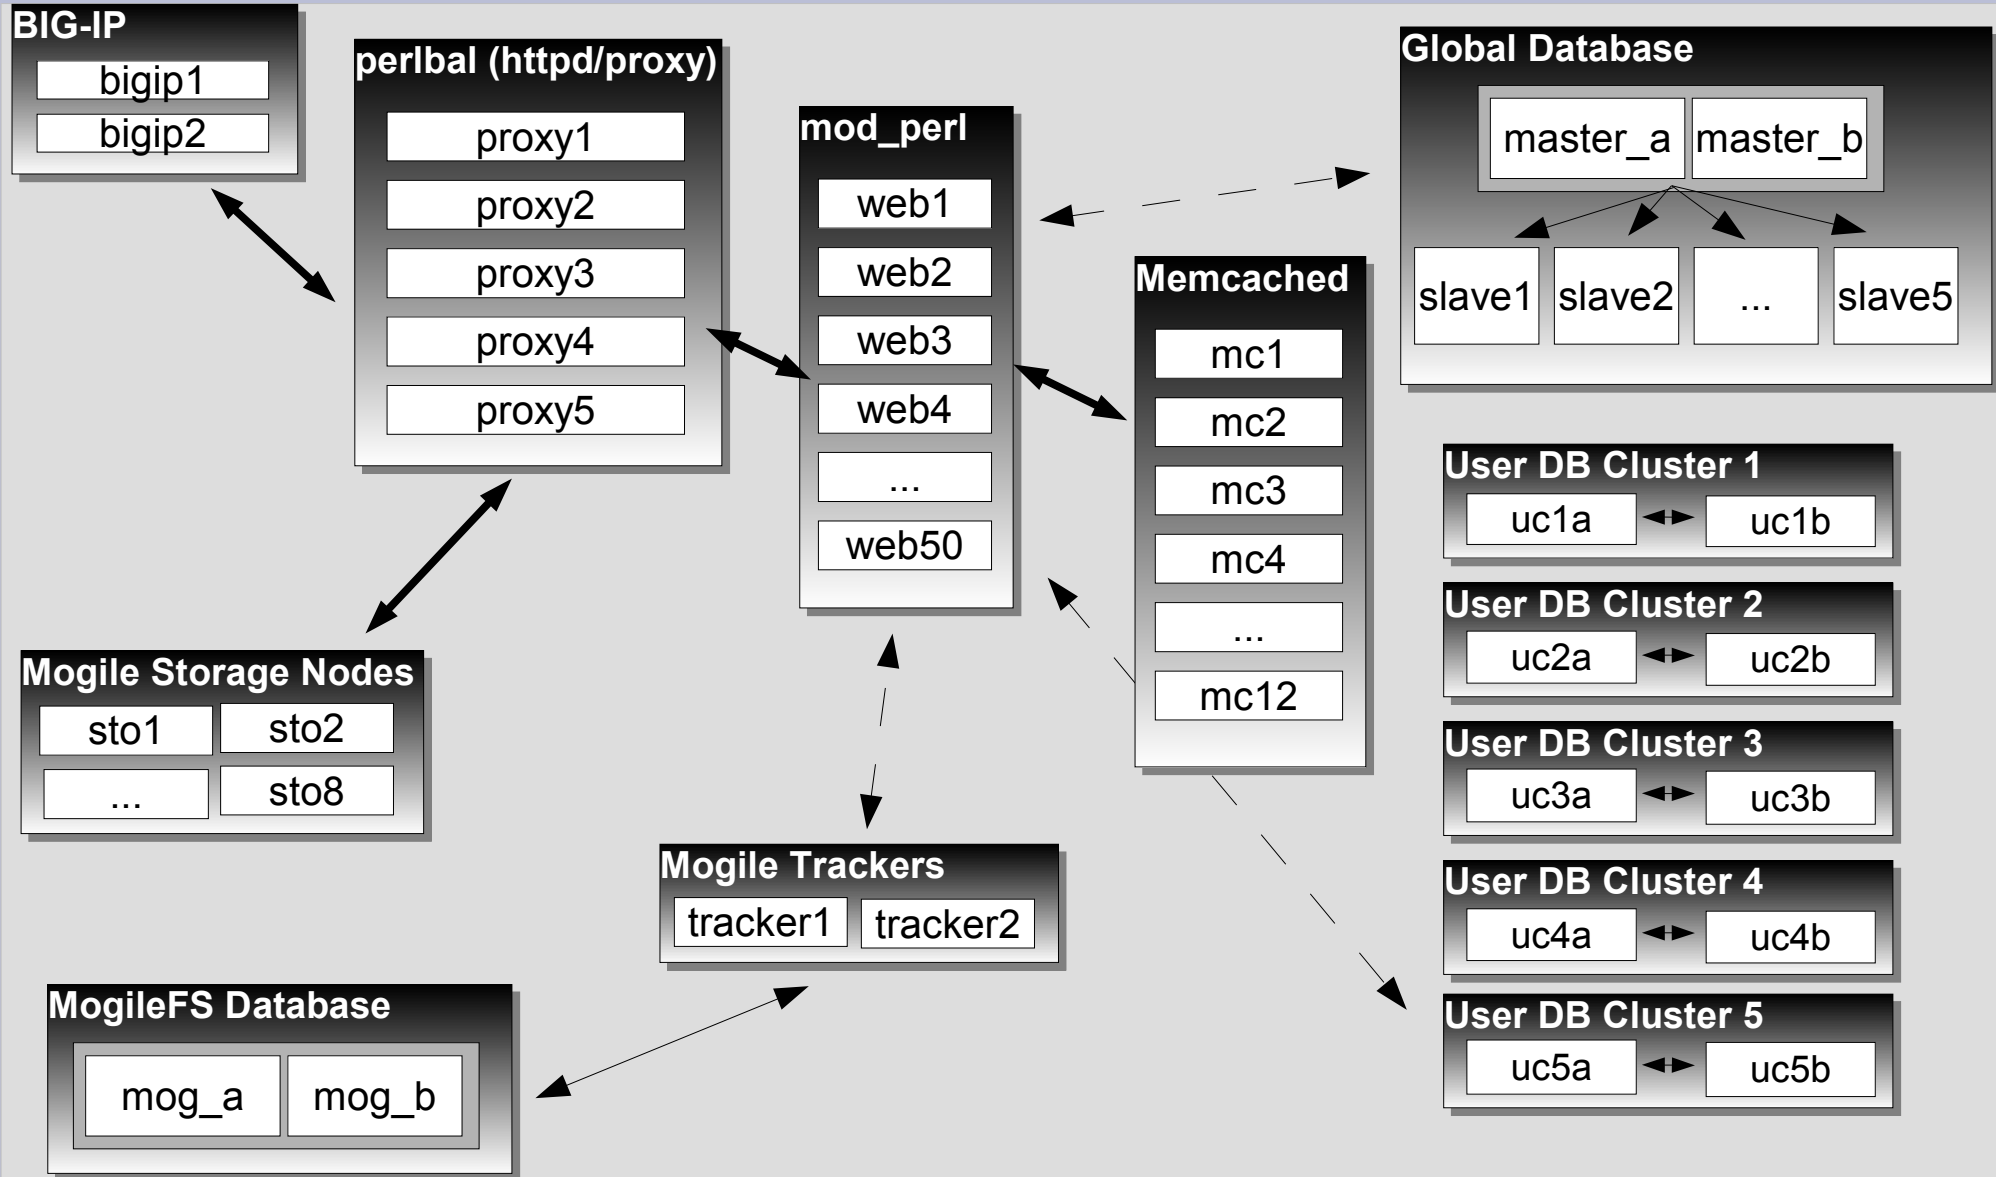 BIG-IP
bigip1
bigip2
perlbal (httpd/proxy)
proxy1
proxy2
proxy3
proxy4
proxy5
mod_perl
web1
web2
web3
web4
...
web50
Memcached
mc1
mc2
mc3
mc4
...
mc12
Global Database
master_a master_b
slave1 slave2 ... slave5
User DB Cluster 1
uc1a uc1b
User DB Cluster 2
uc2a uc2b
User DB Cluster 3
uc3a uc3b
User DB Cluster 4
uc4a uc4b
User DB Cluster 5
uc5a uc5b
Mogile Storage Nodes
sto1 sto2
... sto8
Mogile Trackers
tracker1 tracker2
MogileFS Database
mog_a mog_b